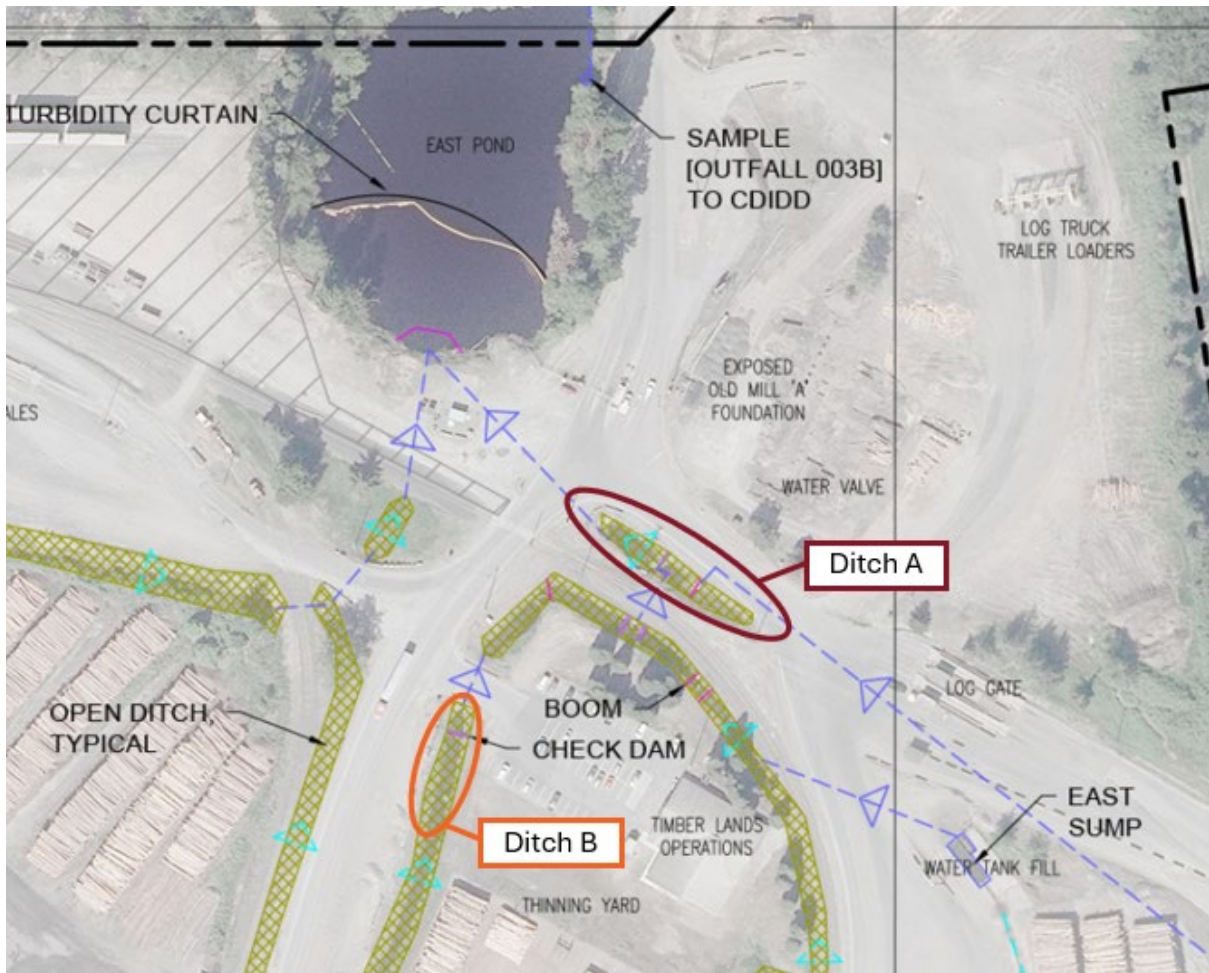 TURBIDITY CURTAIN
EAST POND
SAMPLE
[OUTFALL 003B]
TO CDIDD
LOG TRUCK
TRAILER LOADERS
EXPOSED
OLD MILL 'A'
FOUNDATION
ALES
WATER VALVE
Ditch A
LOG GATE
OPEN DITCH,
TYPICAL
BOOM
CHECK DAM
EAST
SUMP
Ditch B
TIMBER LANDS
OPERATIONS
WATER TANK FILL
THINNING YARD